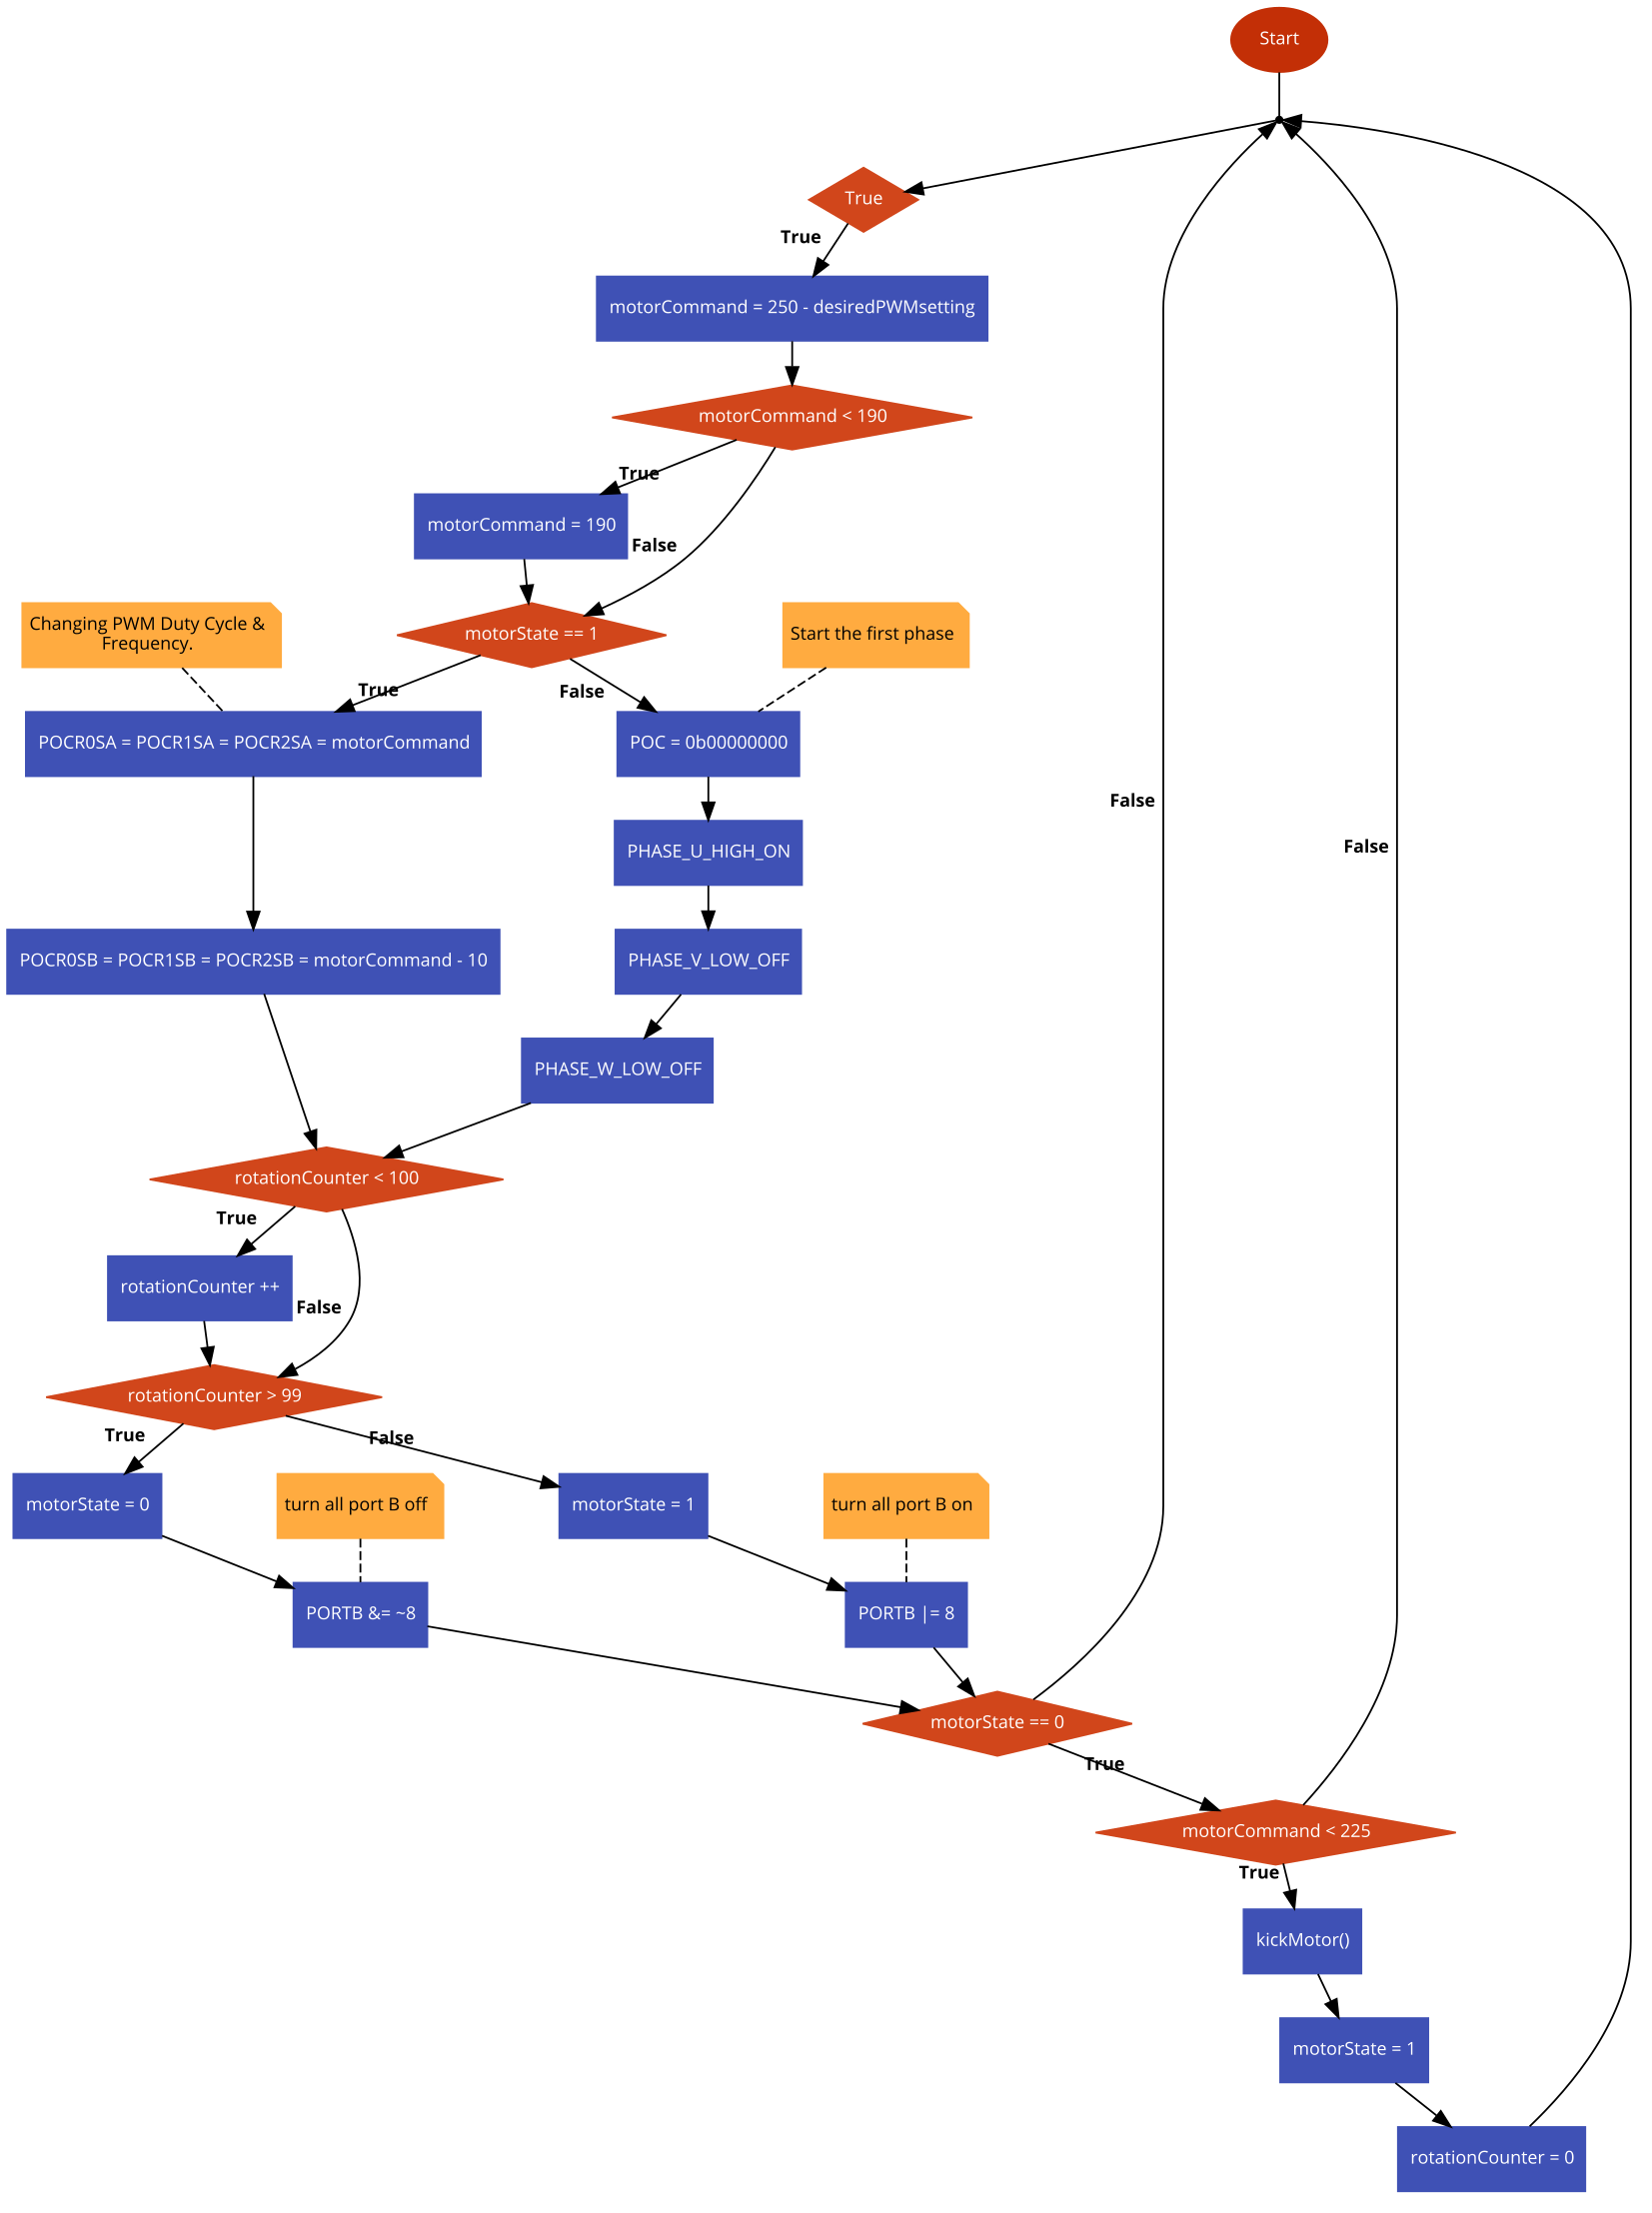 Start
True
True
motorCommand = 250 - desiredPWMsetting
motorCommand < 190
True
motorCommand = 190
False
Changing PWM Duty Cycle &
Frequency.
motorState == 1
Start the first phase
True
False
POCR0SA = POCR1SA = POCR2SA = motorCommand
POC = 0b00000000
False
False
PHASE_U_HIGH_ON
POCR0SB = POCR1SB = POCR2SB = motorCommand - 10
PHASE_V_LOW_OFF
PHASE_W_LOW_OFF
rotationCounter < 100
True
rotationCounter ++
False
rotationCounter > 99
True
False
motorState = 0
turn all port B off
motorState = 1
turn all port B on
PORTB &= ~8
PORTB |= 8
motorState == 0
True
motorCommand < 225
True
kickMotor()
motorState = 1
rotationCounter = 0